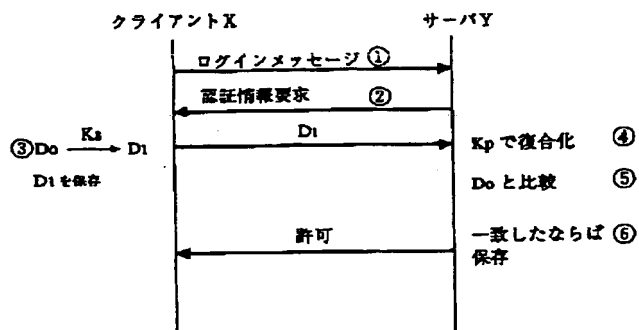 クライアントX サーバY
ログインメッセージ ①
認証情報要求 ②
③Do Ks D1
D1
Kpで復合化 ④
D1を保存
Doと比較 ⑤
許可
一致したならば ⑥
保存